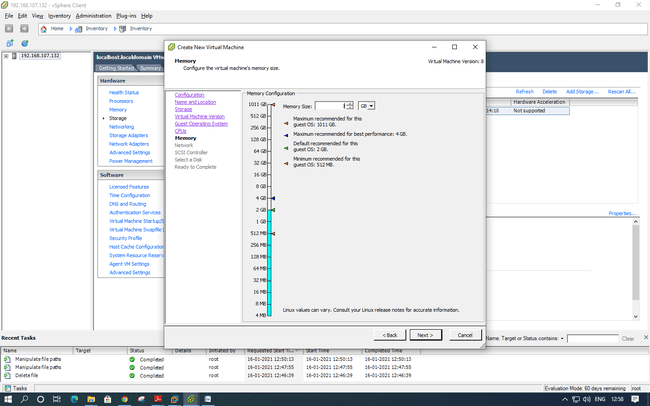 192.168.107.132 - vSphere Client
File Edit View Inventory Administration Plug-ins Help
Home Inventory Inventory
192.168.107.132
localhost.localdomain VMw
Getting Started Summary
Hardware
Health Status
Processors
Memory
Storage
Networking
Storage Adapters
Network Adapters
Advanced Settings
Power Management
Software
Licensed Features
Time Configuration
DNS and Routing
Authentication Services
Virtual Machine Startup/S
Virtual Machine Swapfile
Security Profile
Host Cache Configuration
System Resource Reserva
Agent VM Settings
Advanced Settings
Refresh Delete Add Storage... Rescan All...
Hardware Acceleration
14:10 Not supported
Properties...
Create New Virtual Machine
Memory
Configure the virtual machine's memory size.
Virtual Machine Version: 8
Configuration
Name and Location
Storage
Virtual Machine Version
Guest Operating System
CPUs
Memory
Network
SCSI Controller
Select a Disk
Ready to Complete
Memory Configuration
1011 GB
512 GB
256 GB
128 GB
64 GB
32 GB
16 GB
8 GB
4 GB
2 GB
1 GB
512 MB
256 MB
128 MB
64 MB
32 MB
16 MB
8 MB
4 MB
Memory Size: GB
Maximum recommended for this
guest OS: 1011 GB.
Maximum recommended for best performance: 4 GB.
Default recommended for this
guest OS: 2 GB.
Minimum recommended for this
guest OS: 512 MB.
Linux values can vary. Consult your Linux release notes for accurate information.
< Back Next > Cancel
Recent Tasks
Name, Target or Status contains: Clear
Name Target Status Details Initiated by Requested Start Ti... Start Time Completed Time
Manipulate file paths Completed root 16-01-2021 12:50:13 16-01-2021 12:50:13 16-01-2021 12:50:13
Manipulate file paths Completed root 16-01-2021 12:47:55 16-01-2021 12:47:55 16-01-2021 12:47:55
Delete file Completed root 16-01-2021 12:46:39 16-01-2021 12:46:39 16-01-2021 12:46:39
Tasks Evaluation Mode: 60 days remaining root
ENG 12:58